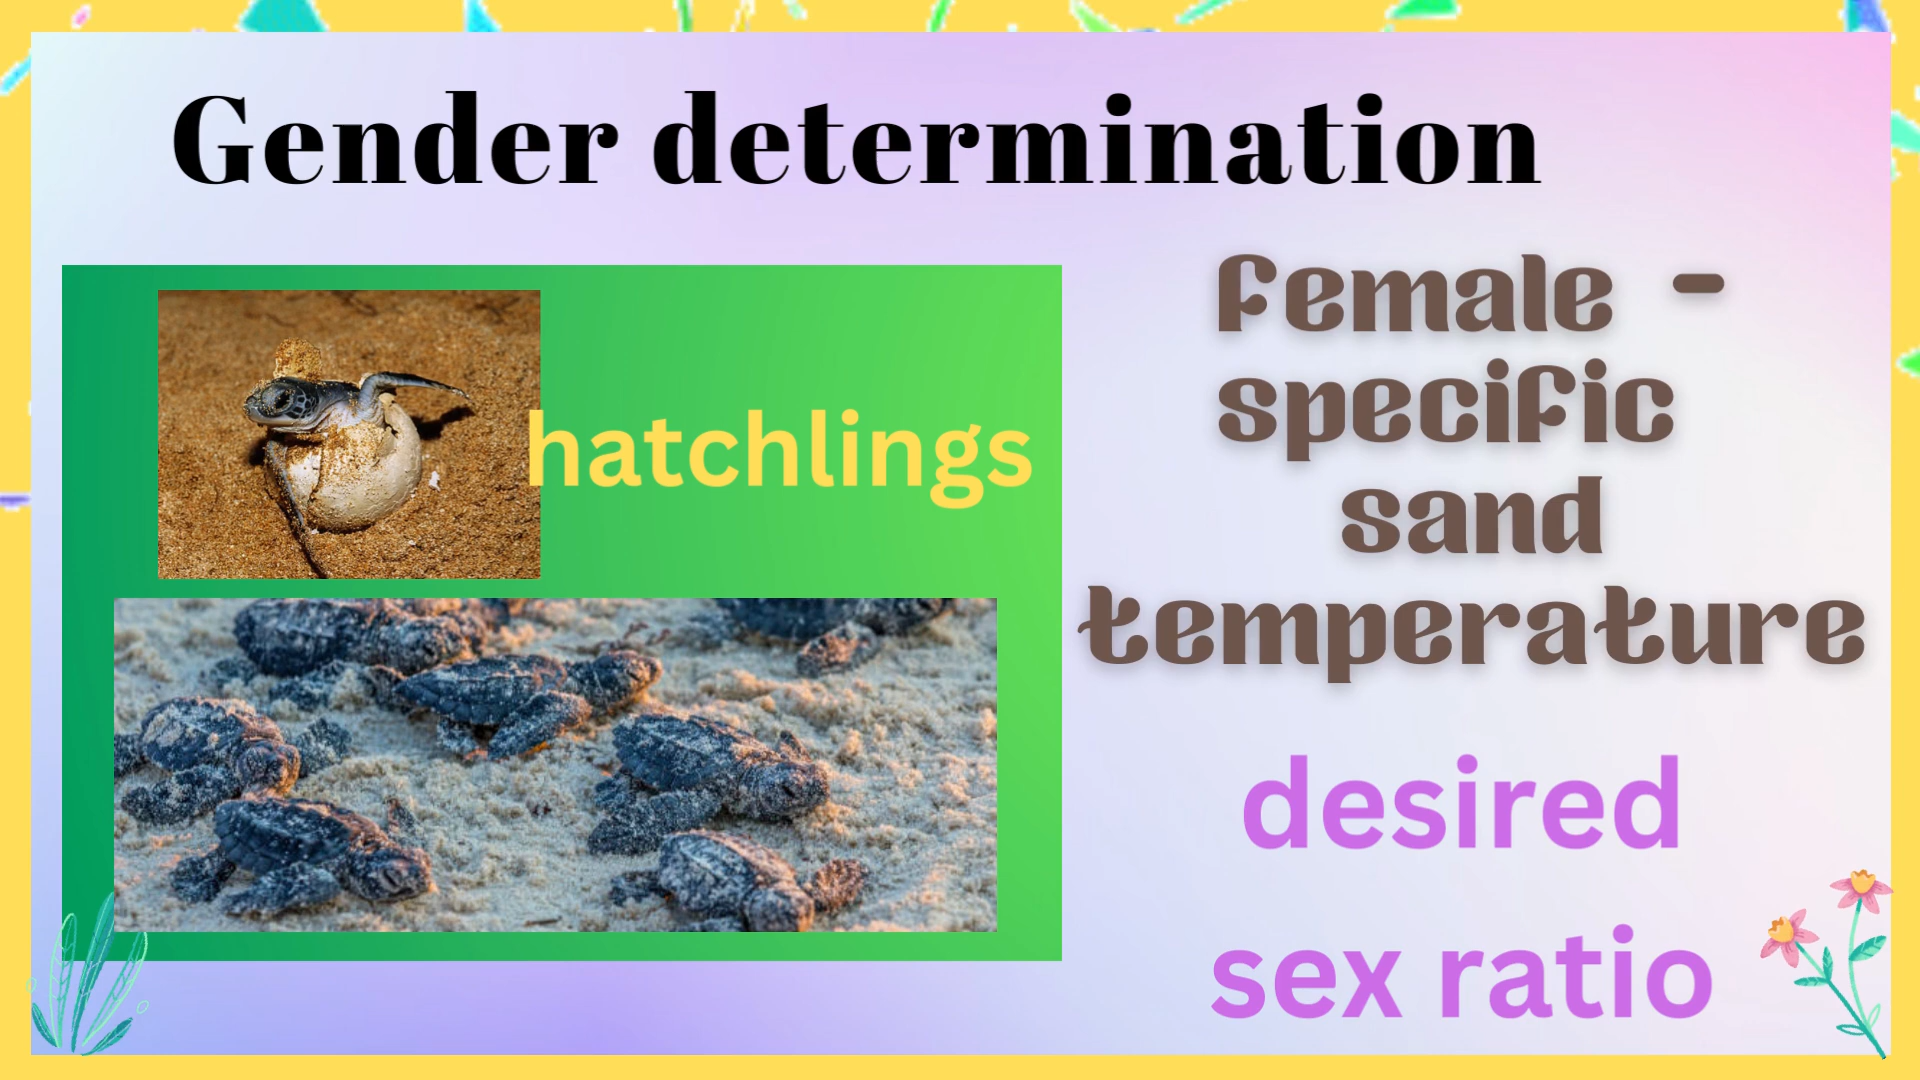 Gender determination
hatchlings
female -
specific
sand
temperature
desired
sex ratio